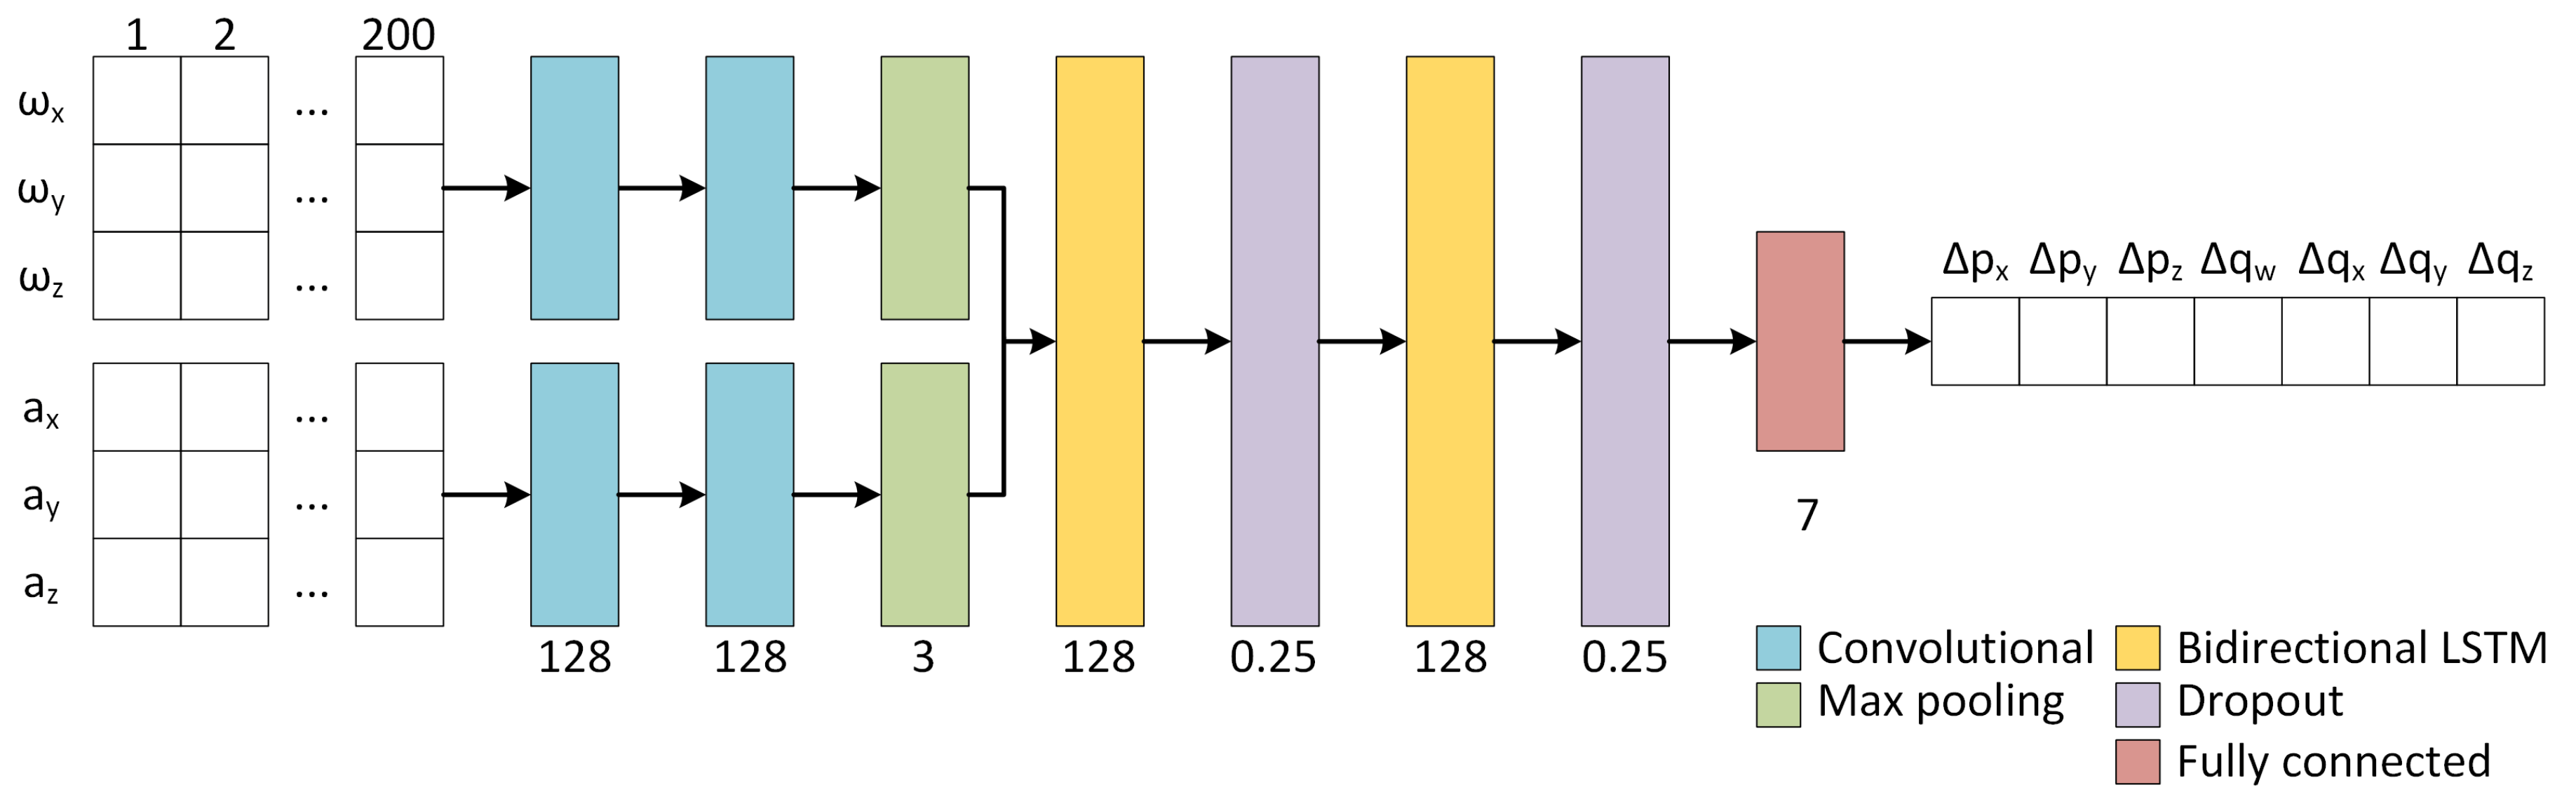 1 2 200
ωx ...
ωy ...
ωz ...
ax ...
ay ...
az ...
128 128 3 128 0.25 128 0.25
7
Δpx Δpy Δpz Δqw Δqx Δqy Δqz
Convolutional
Max pooling
Bidirectional LSTM
Dropout
Fully connected